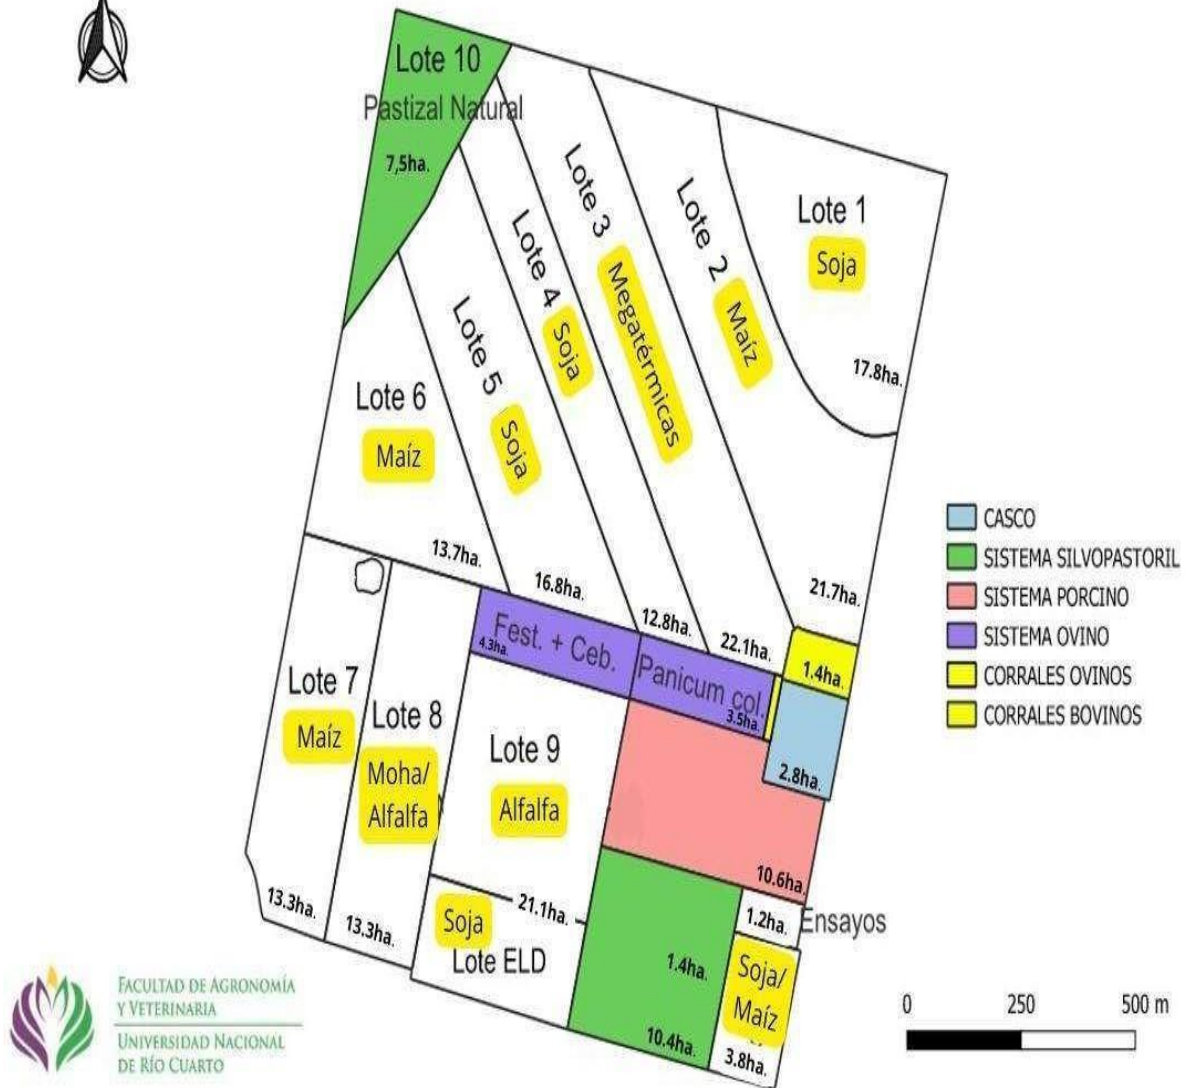 Lote 10
Pastizal Natural
7,5ha.
Lote 1
Soja
17.8ha.
Lote 2
Maíz
21.7ha.
Lote 3
Megatérmicas
22.1ha.
Lote 4
Soja
12.8ha.
Lote 5
Soja
16.8ha.
Lote 6
Maíz
13.7ha.
CASCO
SISTEMA SILVOPASTORIL
SISTEMA PORCINO
SISTEMA OVINO
CORRALES OVINOS
CORRALES BOVINOS
Fest. + Ceb.
4.3ha.
Panicum col.
3.5ha.
1.4ha.
2.8ha.
Lote 7
Maíz
13.3ha.
Lote 8
Moha/
Alfalfa
13.3ha.
Lote 9
Alfalfa
21.1ha.
Soja
Lote ELD
10.6ha.
1.2ha.
Ensayos
1.4ha.
10.4ha.
Soja/
Maíz
3.8ha.
FACULTAD DE AGRONOMÍA
Y VETERINARIA
UNIVERSIDAD NACIONAL
DE RÍO CUARTO
0 250 500 m